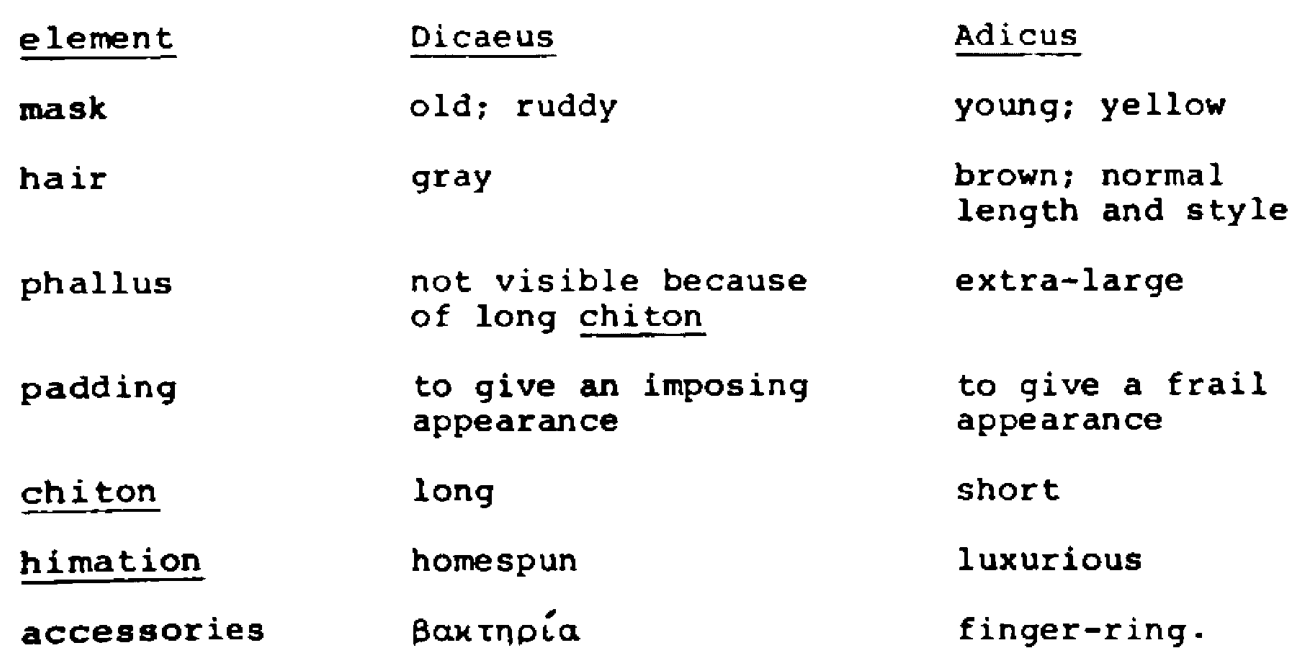 element Dicaeus Adicus
mask old; ruddy young; yellow
hair gray brown; normal
length and style
phallus not visible because extra-large
of long chiton
padding to give an imposing to give a frail
appearance appearance
chiton long short
himation homespun luxurious
accessories βακτηρία finger-ring.